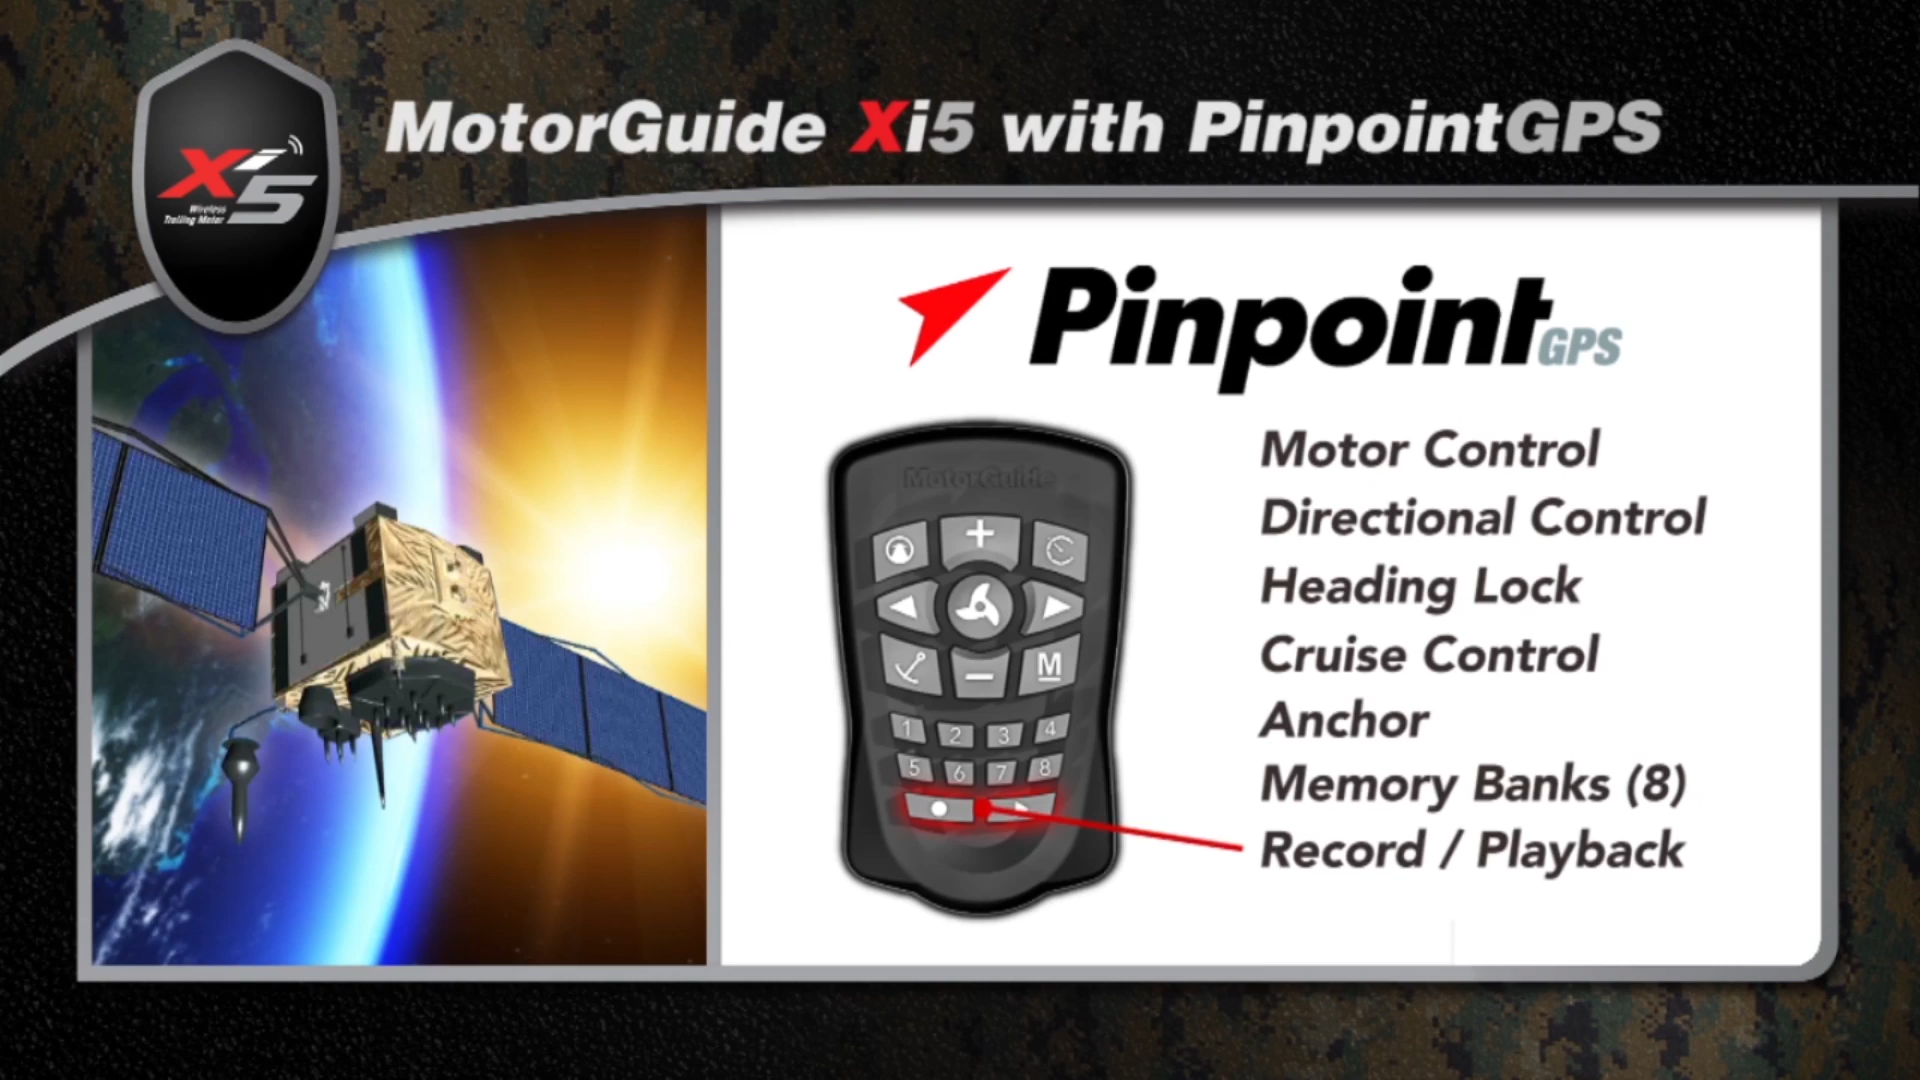 MotorGuide Xi5 with PinpointGPS
Xi5
Wireless
Trolling Motor
Pinpoint GPS
MotorGuide
+
−
M
1 2 3 4
5 6 7 8
Motor Control
Directional Control
Heading Lock
Cruise Control
Anchor
Memory Banks (8)
Record / Playback